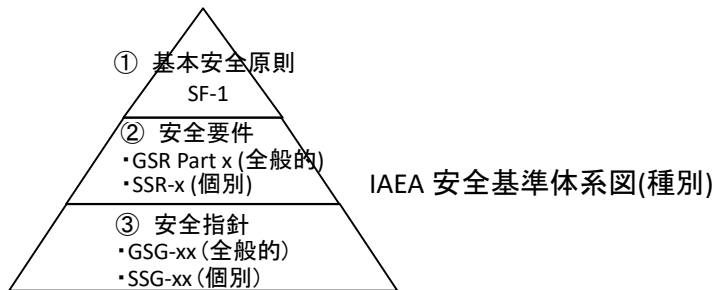 ① 基本安全原則
SF-1
② 安全要件
・GSR Part x (全般的)
・SSR-x (個別)
IAEA 安全基準体系図(種別)
③ 安全指針
・GSG-xx (全般的)
・SSG-xx (個別)